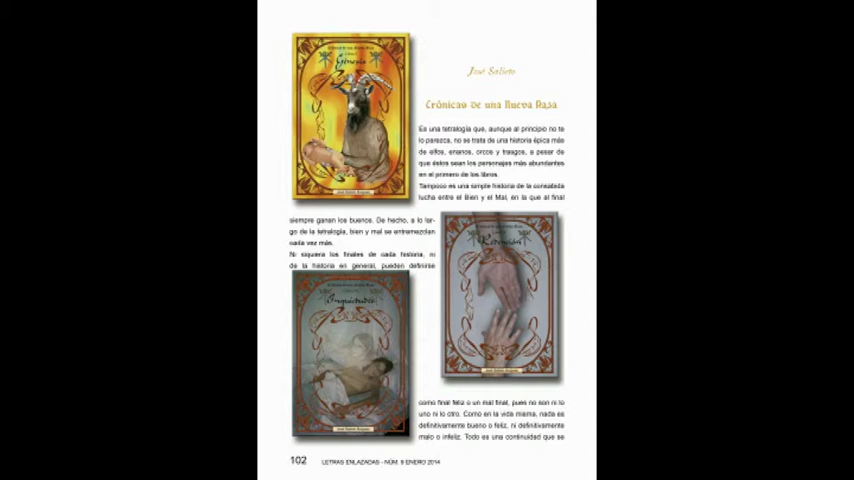 Génesis
José Salieto
Crónicas de una Nueva Rasa
Es una tetralogía que, aunque al principio no te
lo parezca, no se trata de una historia épica más
de elfos, enanos, orcos y trasgos, a pesar de
que éstos sean los personajes más abundantes
en el primero de los libros.
Tampoco es una simple historia de la consabida
lucha entre el Bien y el Mal, en la que al final
siempre ganan los buenos. De hecho, a lo lar-
go de la tetralogía, bien y mal se entremezclan
cada vez más.
Ni siquiera los finales de cada historia, ni
de la historia en general, pueden definirse
Redención
Inquietudes
como final feliz o un mal final, pues no son ni lo
uno ni lo otro. Como en la vida misma, nada es
definitivamente bueno o feliz, ni definitivamente
malo o infeliz. Todo es una continuidad que se
102 LETRAS ENLAZADAS - NÚM. 9 ENERO 2014